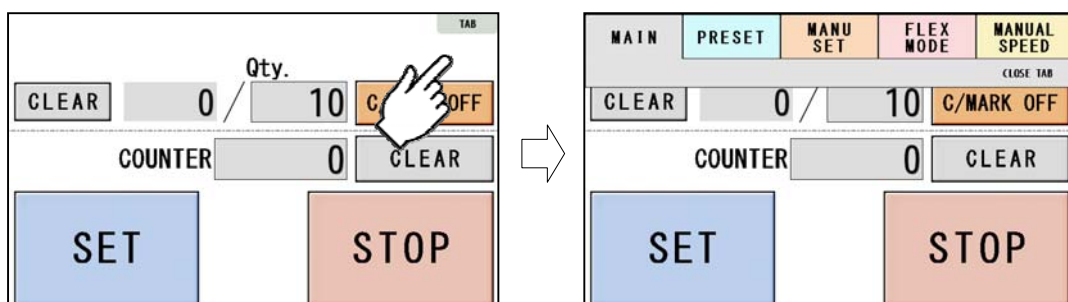 TAB
Qty.
CLEAR 0 / 10 C OFF
COUNTER 0 CLEAR
SET STOP
MAIN PRESET MANU SET FLEX MODE MANUAL SPEED
CLOSE TAB
CLEAR 0 / 10 C/MARK OFF
COUNTER 0 CLEAR
SET STOP